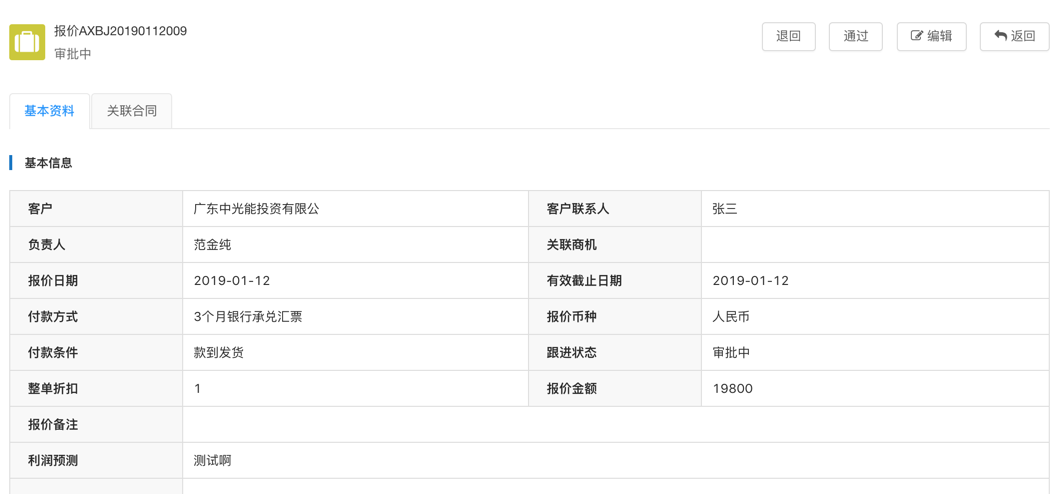 报价AXBJ20190112009
审批中
退回 通过 编辑 返回
基本资料 关联合同
基本信息
客户 广东中光能投资有限公 客户联系人 张三
负责人 范金纯 关联商机
报价日期 2019-01-12 有效截止日期 2019-01-12
付款方式 3个月银行承兑汇票 报价币种 人民币
付款条件 款到发货 跟进状态 审批中
整单折扣 1 报价金额 19800
报价备注
利润预测 测试啊